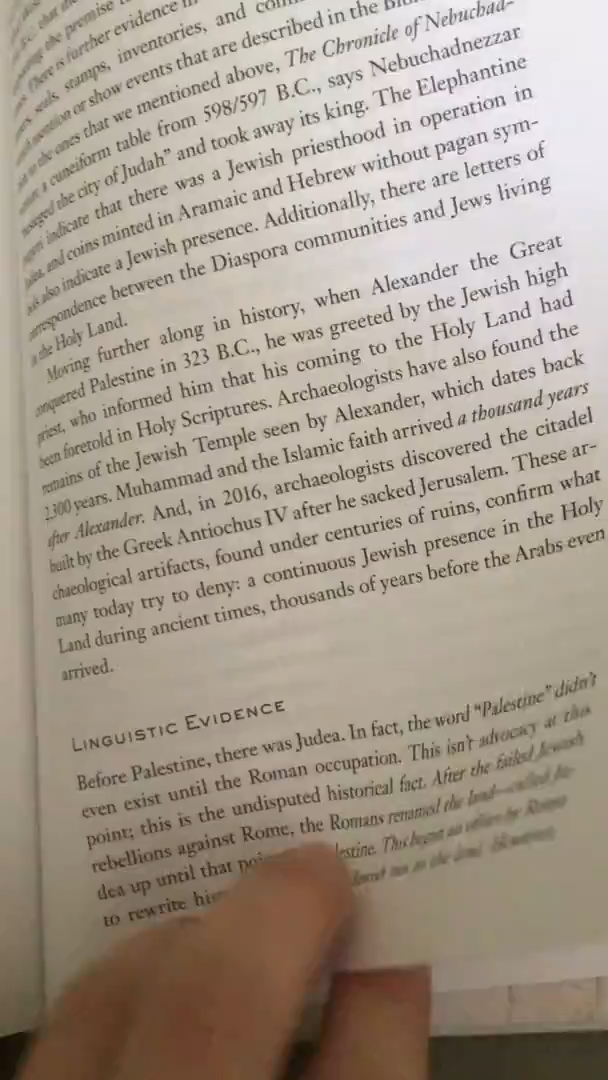 the premise
There is further evidence in
seals, stamps, inventories, and
mention or show events that are described in the
to the ones that we mentioned above, The Chronicle of Nebuchad-
a cuneiform table from 598/597 B.C., says Nebuchadnezzar
the city of Judah" and took away its king. The Elephantine
indicate that there was a Jewish priesthood in operation in
and coins minted in Aramaic and Hebrew without pagan sym-
also indicate a Jewish presence. Additionally, there are letters of
correspondence between the Diaspora communities and Jews living
the Holy Land.
Moving further along in history, when Alexander the Great
conquered Palestine in 323 B.C., he was greeted by the Jewish high
priest, who informed him that his coming to the Holy Land had
been foretold in Holy Scriptures. Archaeologists have also found the
remains of the Jewish Temple seen by Alexander, which dates back
2,300 years. Muhammad and the Islamic faith arrived a thousand years
after Alexander. And, in 2016, archaeologists discovered the citadel
built by the Greek Antiochus IV after he sacked Jerusalem. These ar-
chaeological artifacts, found under centuries of ruins, confirm what
many today try to deny: a continuous Jewish presence in the Holy
Land during ancient times, thousands of years before the Arabs even
arrived.
LINGUISTIC EVIDENCE
Before Palestine, there was Judea. In fact, the word "Palestine" didn't
even exist until the Roman occupation. This isn't advocacy at this
point; this is the undisputed historical fact. After the failed Jewish
rebellions against Rome, the Romans renamed the land—called Ju-
dea up until that This began an effort by Rome
to rewrite